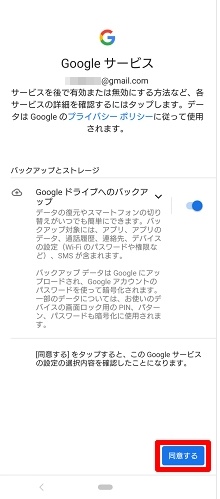 Google サービス
@gmail.com
サービスを後で有効または無効にする方法など、各
サービスの詳細を確認するにはタップします。デー
タは Google のプライバシー ポリシーに従って使用
されます。
バックアップとストレージ
Google ドライブへのバックア
ップ
データの復元やスマートフォンの切り
替えがいつでも簡単にできます。バッ
クアップ対象には、アプリ、アプリの
データ、通話履歴、連絡先、デバイス
の設定（Wi-Fi のパスワードや権限な
ど）、SMS が含まれます。
バックアップ データは Google にアッ
プロードされ、Google アカウントの
パスワードを使って暗号化されます。
一部のデータについては、お使いのデ
バイスの画面ロック用の PIN、パター
ン、パスワードも暗号化に使用されま
す。
[同意する] をタップすると、この Google サービス
の設定の選択内容を確認したことになります。
同意する